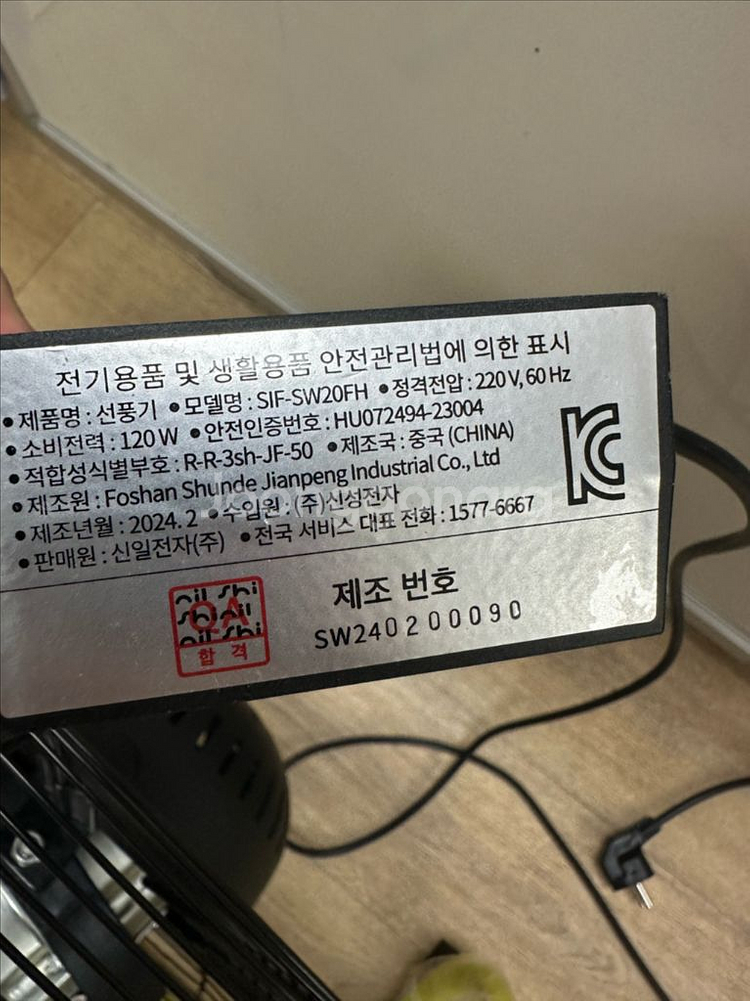 전기용품 및 생활용품 안전관리법에 의한 표시
•제품명 : 선풍기 •모델명 : SIF-SW20FH •정격전압 : 220 V, 60 Hz
•소비전력 : 120 W •안전인증번호 : HU072494-23004
•적합성식별부호 : R-R-3sh-JF-50 •제조국 : 중국 (CHINA)
•제조원 : Foshan Shunde Jianpeng Industrial Co., Ltd
•제조년월 : 2024. 2 •수입원 : (주)신성전자
•판매원 : 신일전자(주) •전국 서비스 대표 전화 : 1577-6667
제조 번호
SW240200090
QA
합격